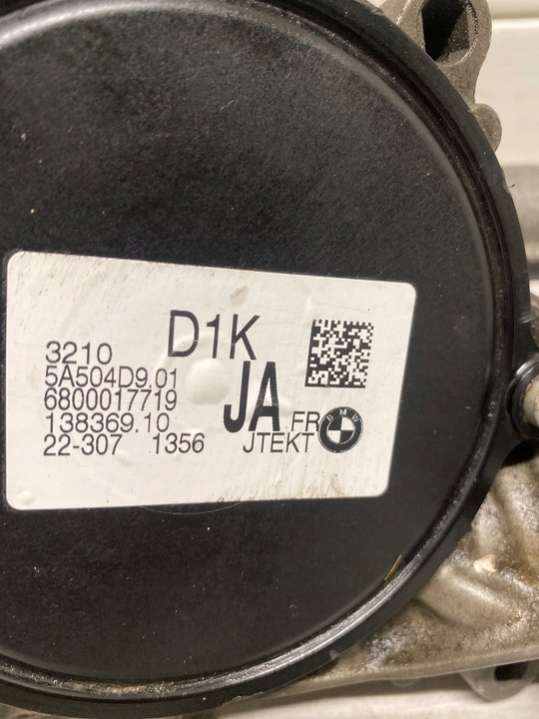 D1K
3210
5A504D9.01
6800017719
138369.10
22-307 1356
JA
FR
JTEKT
BMW